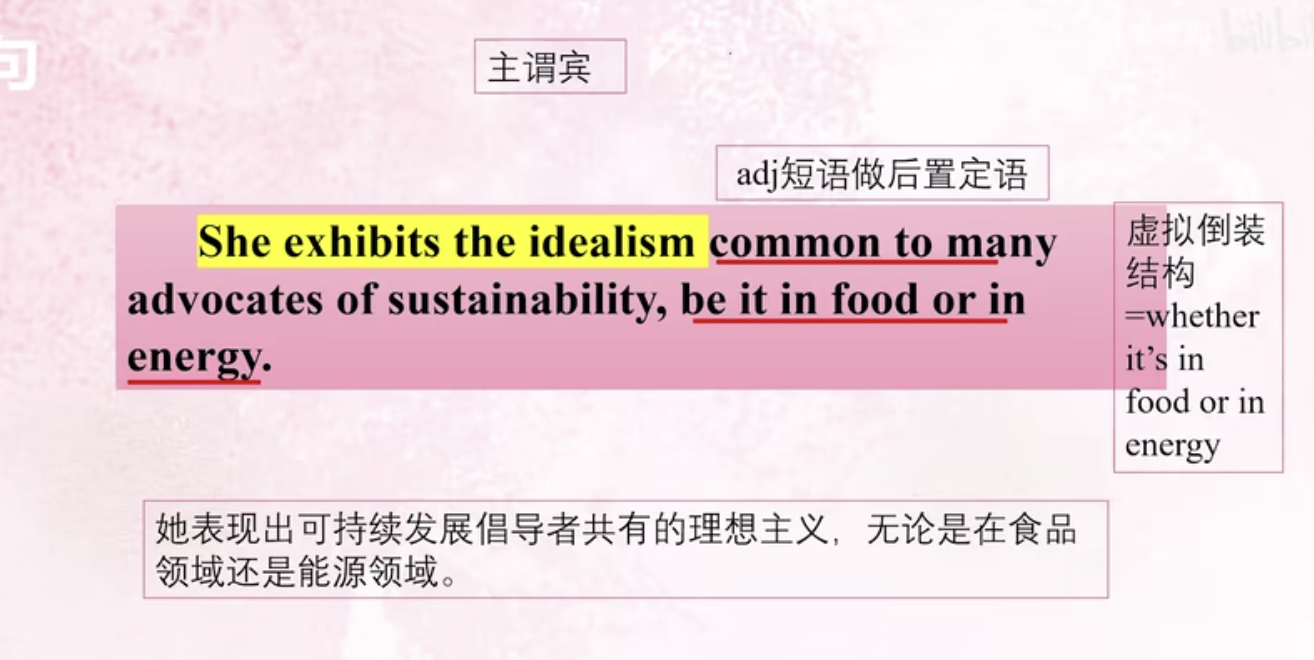 句
主谓宾
adj短语做后置定语
She exhibits the idealism common to many
advocates of sustainability, be it in food or in
energy.
虚拟倒装
结构
=whether
it’s in
food or in
energy
她表现出可持续发展倡导者共有的理想主义，无论是在食品
领域还是能源领域。